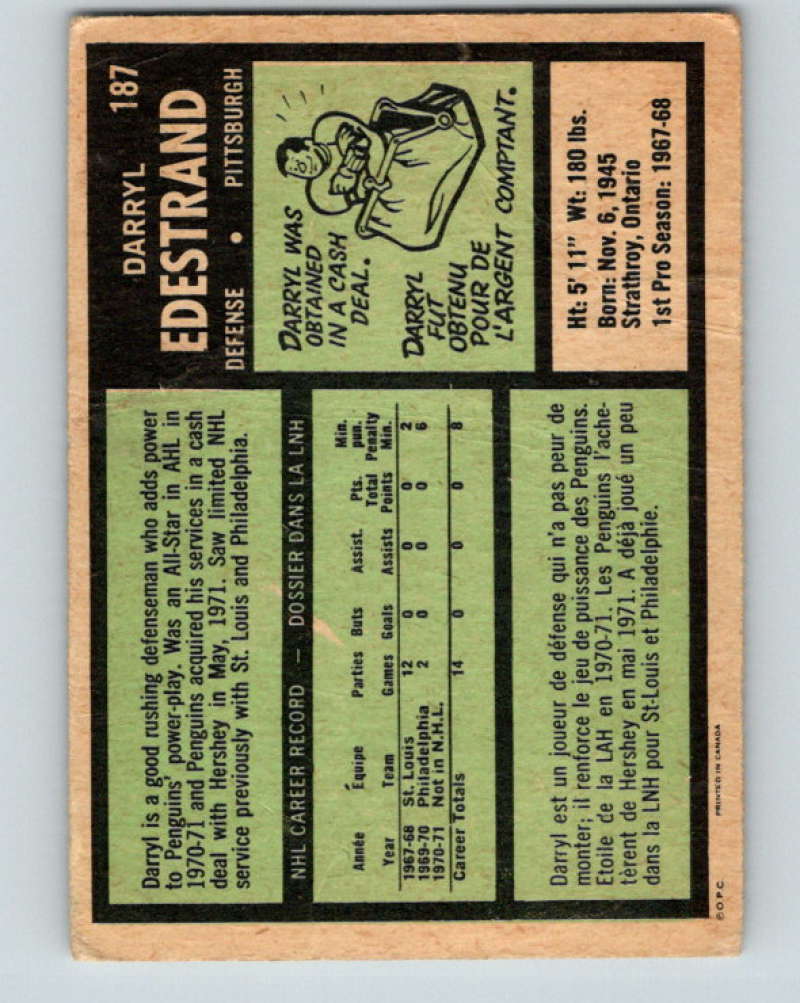 DARRYL 187
EDESTRAND
DEFENSE • PITTSBURGH
Darryl is a good rushing defenseman who adds power
to Penguins' power-play. Was an All-Star in AHL in
1970-71 and Penguins acquired his services in a cash
deal with Hershey in May, 1971. Saw limited NHL
service previously with St. Louis and Philadelphia.
DARRYL WAS
OBTAINED
IN A CASH
DEAL.
DARRYL
FUT
OBTENU
POUR DE
L'ARGENT COMPTANT.
NHL CAREER RECORD — DOSSIER DANS LA LNH
Min.
Pts. pun.
Année Équipe Parties Buts Assist. Total Penalty
Year Team Games Goals Assists Points Min.
1967-68 St. Louis 12 0 0 0 2
1969-70 Philadelphia 2 0 0 0 6
1970-71 Not in N.H.L.
Career Totals 14 0 0 0 8
Ht: 5' 11" Wt: 180 lbs.
Born: Nov. 6, 1945
Strathroy, Ontario
1st Pro Season: 1967-68
Darryl est un joueur de défense qui n'a pas peur de
monter; il renforce le jeu de puissance des Penguins.
Etoile de la LAH en 1970-71. Les Penguins l'ache-
tèrent de Hershey en mai 1971. A déjà joué un peu
dans la LNH pour St-Louis et Philadelphie.
© O.P.C. PRINTED IN CANADA